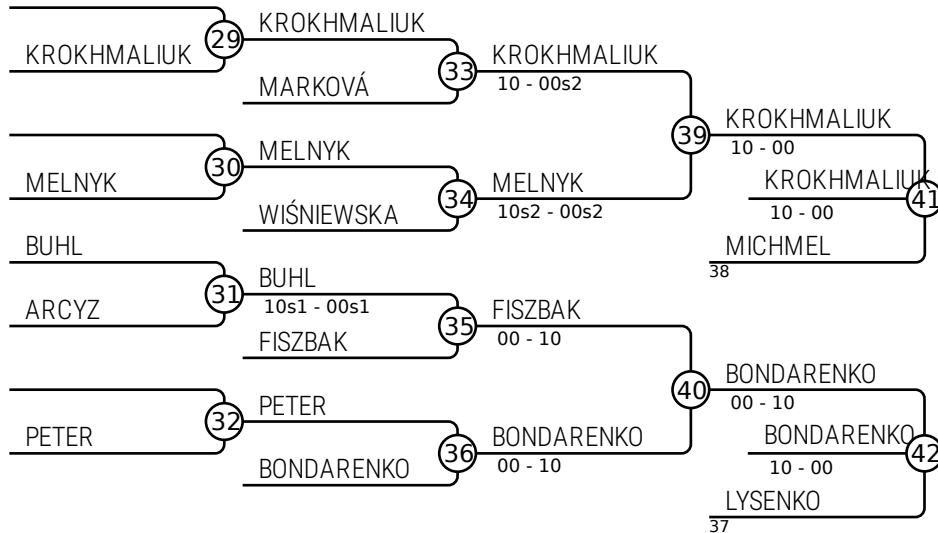 KROKHMALIUK
29
KROKHMALIUK
MARKOVÁ
33
KROKHMALIUK
10 - 00s2
MELNYK
30
MELNYK
WIŚNIEWSKA
34
MELNYK
10s2 - 00s2
39
KROKHMALIUK
10 - 00
KROKHMALIUK
10 - 00
41
MICHMEL
38
BUHL
ARCYZ
31
BUHL
10s1 - 00s1
FISZBAK
35
FISZBAK
00 - 10
PETER
32
PETER
BONDARENKO
36
BONDARENKO
00 - 10
40
BONDARENKO
00 - 10
BONDARENKO
10 - 00
42
LYSENKO
37